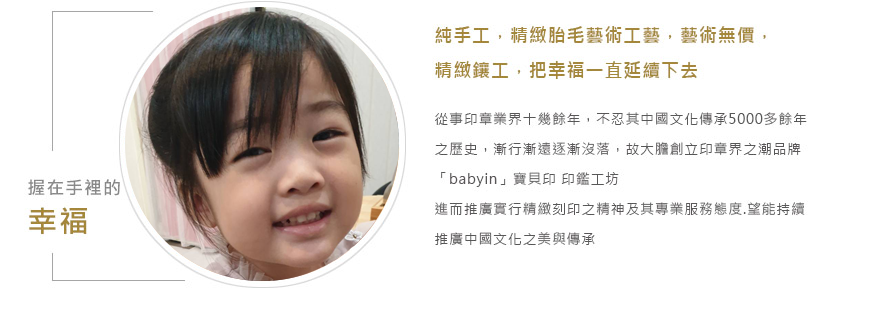 握在手裡的
幸福
純手工，精緻胎毛藝術工藝，藝術無價，
精緻鑲工，把幸福一直延續下去
從事印章業界十幾餘年，不忍其中國文化傳承5000多餘年
之歷史，漸行漸遠逐漸沒落，故大膽創立印章界之潮品牌
「babyin」寶貝印 印鑑工坊
進而推廣實行精緻刻印之精神及其專業服務態度,望能持續
推廣中國文化之美與傳承